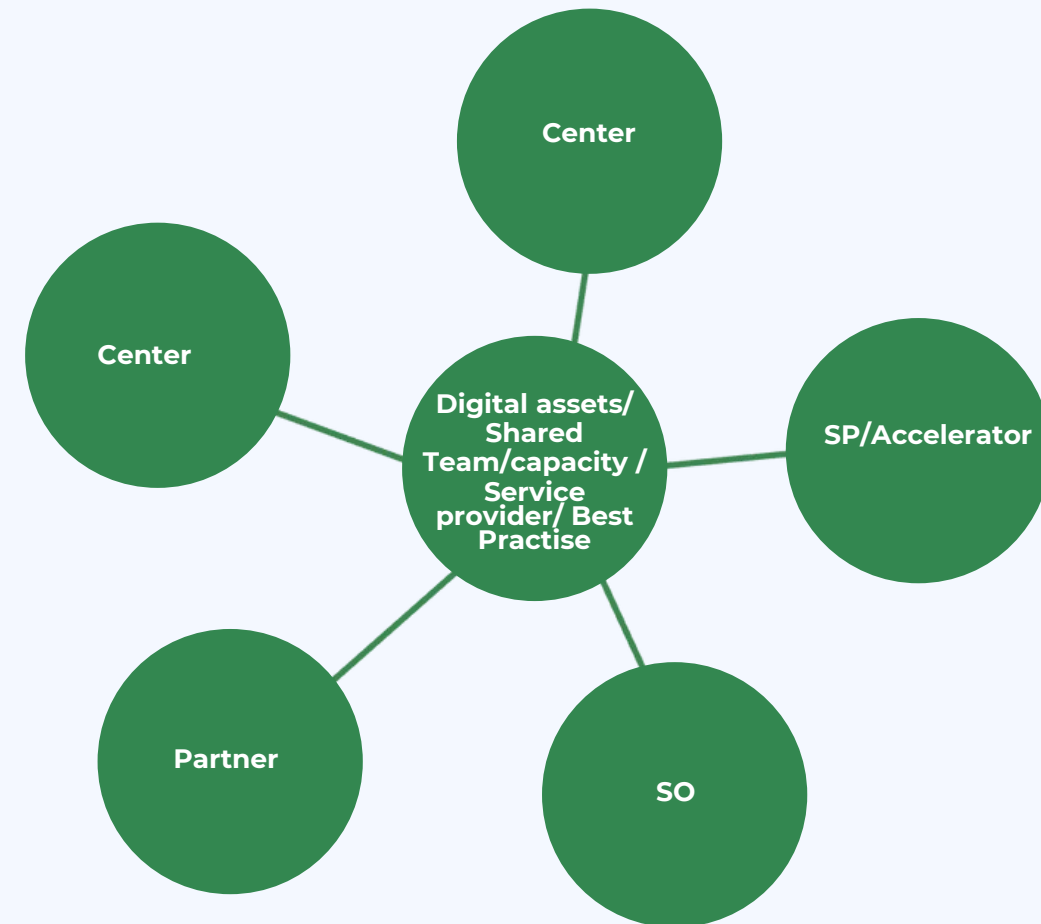 Center
Center
Digital assets/
Shared
Team/capacity /
Service
provider/ Best
Practise
SP/Accelerator
Partner
SO